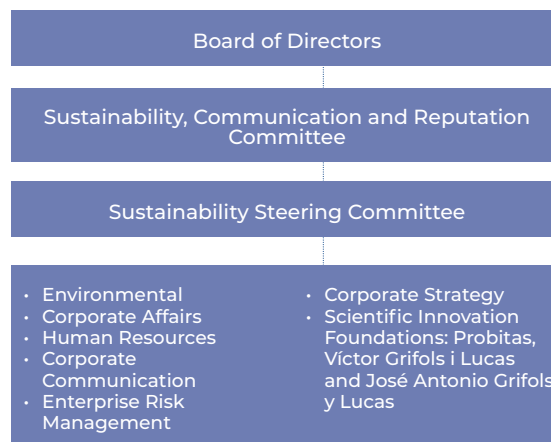 Board of Directors
Sustainability, Communication and Reputation
Committee
Sustainability Steering Committee
• Environmental
• Corporate Affairs
• Human Resources
• Corporate
Communication
• Enterprise Risk
Management
• Corporate Strategy
• Scientific Innovation
Foundations: Probitas,
Víctor Grifols i Lucas
and José Antonio Grifols
y Lucas